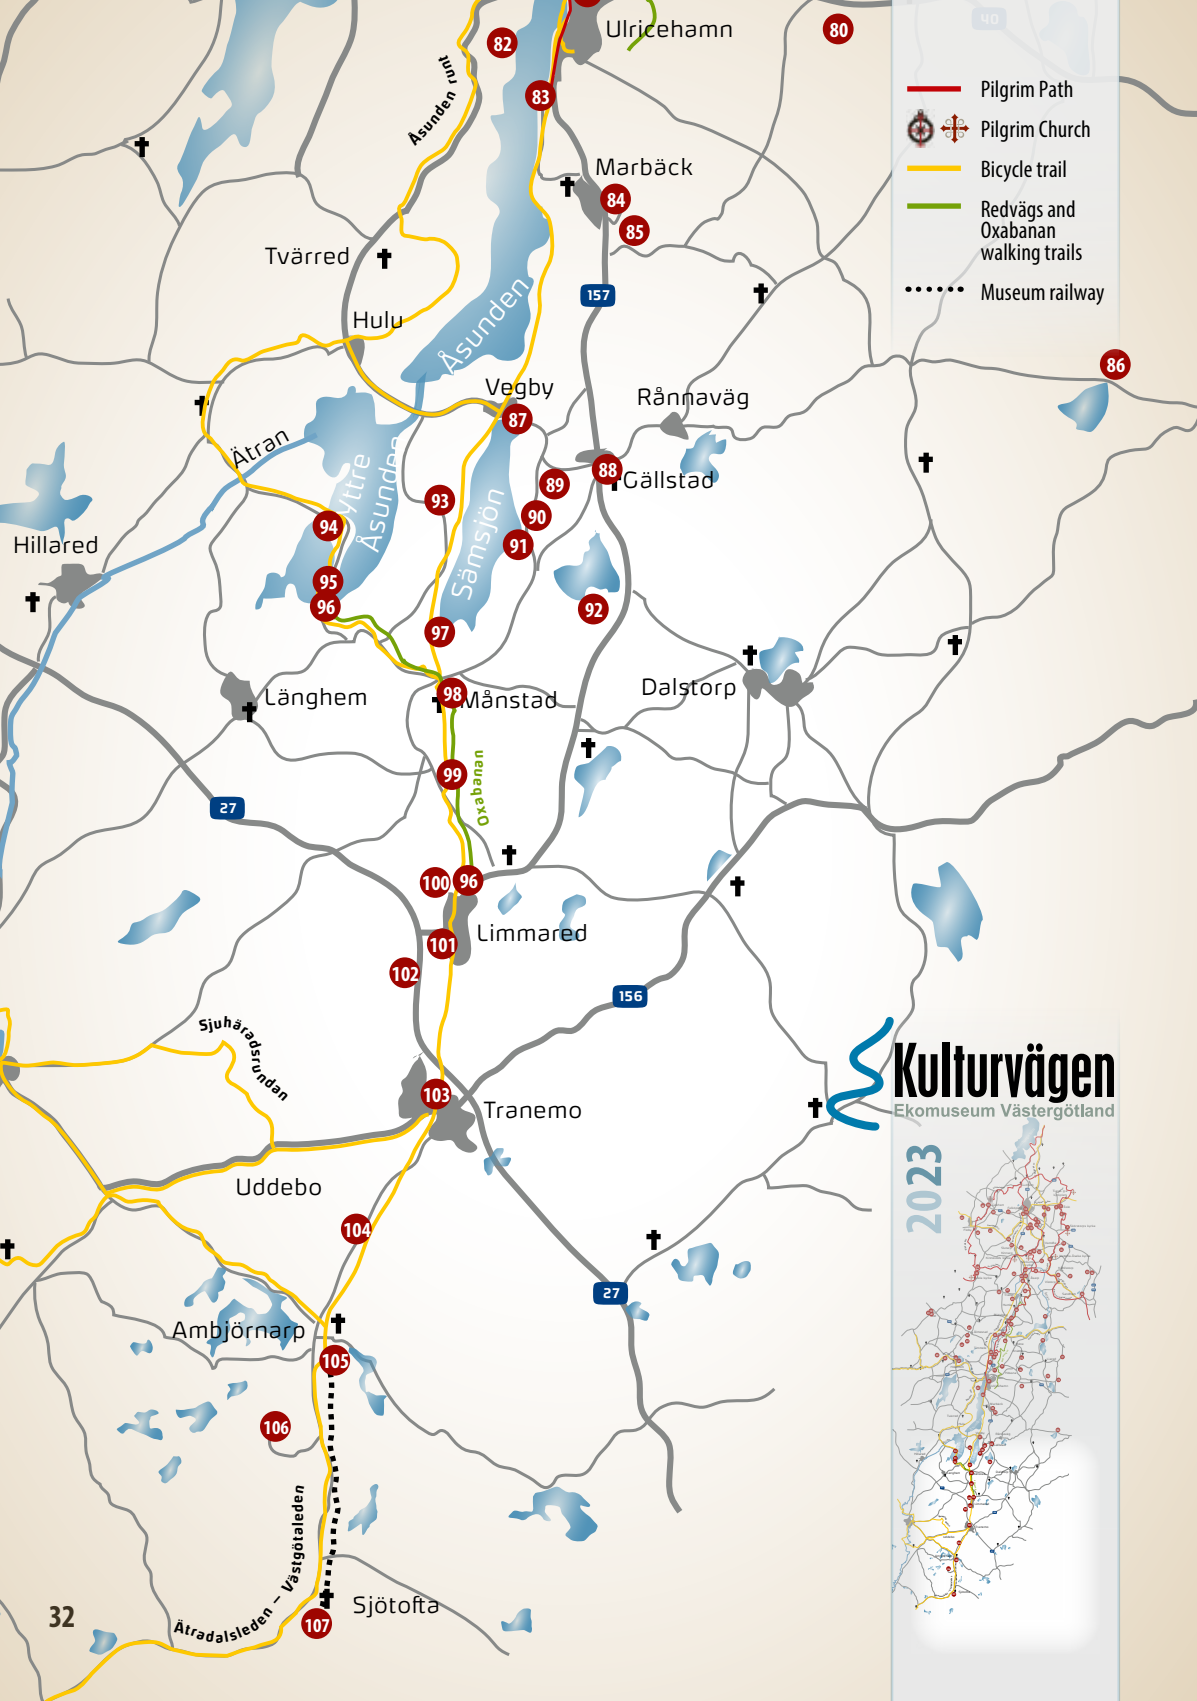 82
Ulricehamn
80
40
Åsunden runt
83
Pilgrim Path
Pilgrim Church
Bicycle trail
Redvägs and
Oxabanan
walking trails
Museum railway
Marbäck
84
85
Tvärred
157
Hulu
Åsunden
86
Vegby
87
Rånnaväg
Ätran
Yttre
Åsunden
88
Gällstad
89
93
90
94
91
Sämsjön
Hillared
95
96
92
97
Dalstorp
Länghem
98
Månstad
99
Oxabanan
27
100
96
Limmared
101
102
156
Sjuhäradsrundan
Kulturvägen
Ekomuseum Västergötland
2023
103
Tranemo
Uddebo
104
27
Ambjörnarp
105
106
Ätradalsleden – Västgötaleden
Sjötofta
107
32